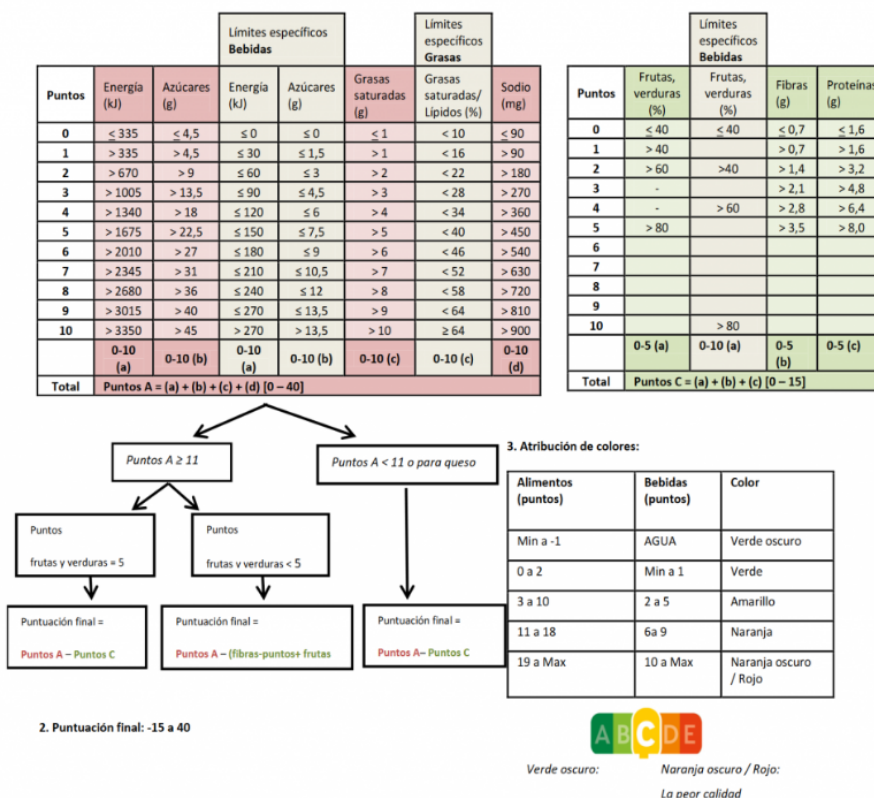 Límites específicos
Bebidas
Límites
específicos
Grasas
Puntos Energía (kJ) Azúcares (g) Energía (kJ) Azúcares (g) Grasas saturadas (g) Grasas saturadas/ Lípidos (%) Sodio (mg)
0 ≤ 335 ≤ 4,5 ≤ 0 ≤ 0 ≤ 1 < 10 ≤ 90
1 > 335 > 4,5 ≤ 30 ≤ 1,5 > 1 < 16 > 90
2 > 670 > 9 ≤ 60 ≤ 3 > 2 < 22 > 180
3 > 1005 > 13,5 ≤ 90 ≤ 4,5 > 3 < 28 > 270
4 > 1340 > 18 ≤ 120 ≤ 6 > 4 < 34 > 360
5 > 1675 > 22,5 ≤ 150 ≤ 7,5 > 5 < 40 > 450
6 > 2010 > 27 ≤ 180 ≤ 9 > 6 < 46 > 540
7 > 2345 > 31 ≤ 210 ≤ 10,5 > 7 < 52 > 630
8 > 2680 > 36 ≤ 240 ≤ 12 > 8 < 58 > 720
9 > 3015 > 40 ≤ 270 ≤ 13,5 > 9 < 64 > 810
10 > 3350 > 45 > 270 > 13,5 > 10 ≥ 64 > 900
0-10 (a) 0-10 (b) 0-10 (a) 0-10 (b) 0-10 (c) 0-10 (c) 0-10 (d)
Total Puntos A = (a) + (b) + (c) + (d) [0 – 40]
Límites
específicos
Bebidas
Puntos Frutas, verduras (%) Frutas, verduras (%) Fibras (g) Proteínas (g)
0 ≤ 40 ≤ 40 ≤ 0,7 ≤ 1,6
1 > 40 > 0,7 > 1,6
2 > 60 >40 > 1,4 > 3,2
3 - > 2,1 > 4,8
4 - > 60 > 2,8 > 6,4
5 > 80 > 3,5 > 8,0
6
7
8
9
10 > 80
0-5 (a) 0-10 (a) 0-5 (b) 0-5 (c)
Total Puntos C = (a) + (b) + (c) [0 – 15]
Puntos A ≥ 11
Puntos A < 11 o para queso
Puntos
frutas y verduras = 5
Puntos
frutas y verduras < 5
Puntuación final =
Puntos A – Puntos C
Puntuación final =
Puntos A – (fibras-puntos+ frutas
Puntuación final =
Puntos A– Puntos C
2. Puntuación final: -15 a 40
3. Atribución de colores:
Alimentos (puntos) Bebidas (puntos) Color
Min a -1 AGUA Verde oscuro
0 a 2 Min a 1 Verde
3 a 10 2 a 5 Amarillo
11 a 18 6a 9 Naranja
19 a Max 10 a Max Naranja oscuro / Rojo
A B C D E
Verde oscuro: Naranja oscuro / Rojo:
La peor calidad